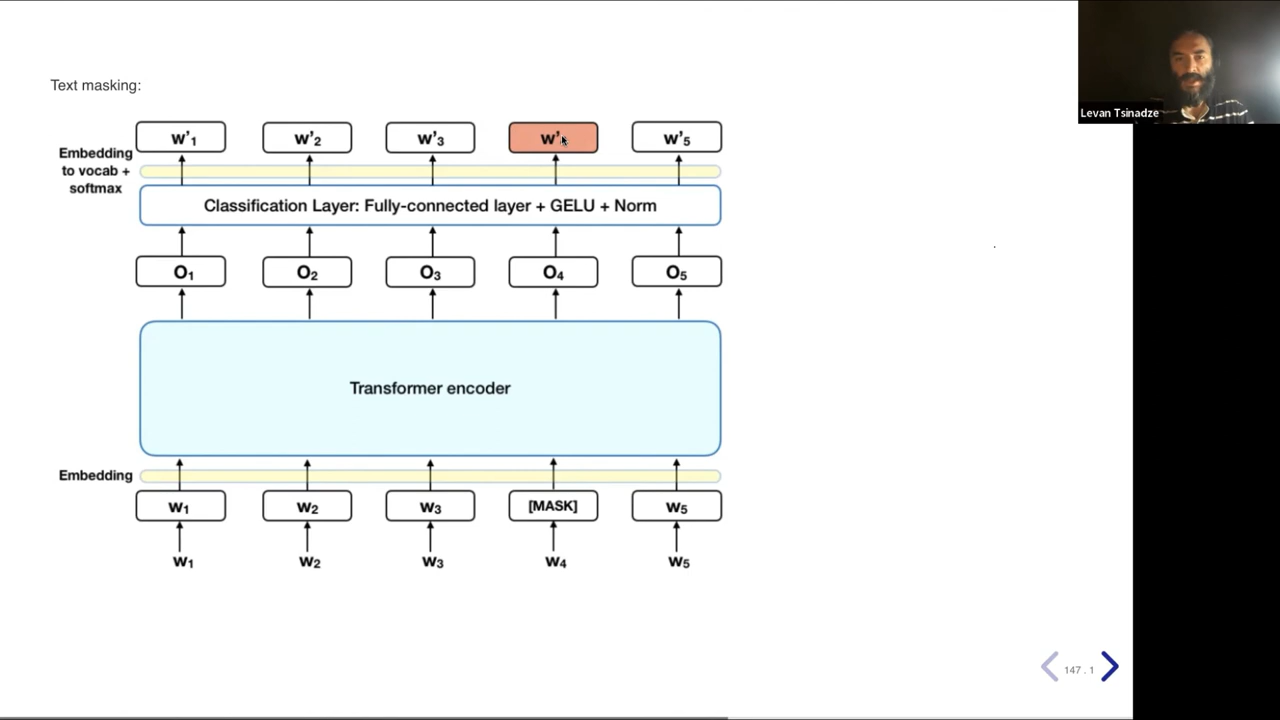 Levan Tsinadze
Text masking:
w'1 w'2 w'3 w' w'5
Embedding
to vocab +
softmax
Classification Layer: Fully-connected layer + GELU + Norm
O1 O2 O3 O4 O5
Transformer encoder
Embedding
W1 W2 W3 [MASK] W5
W1 W2 W3 W4 W5
147 . 1